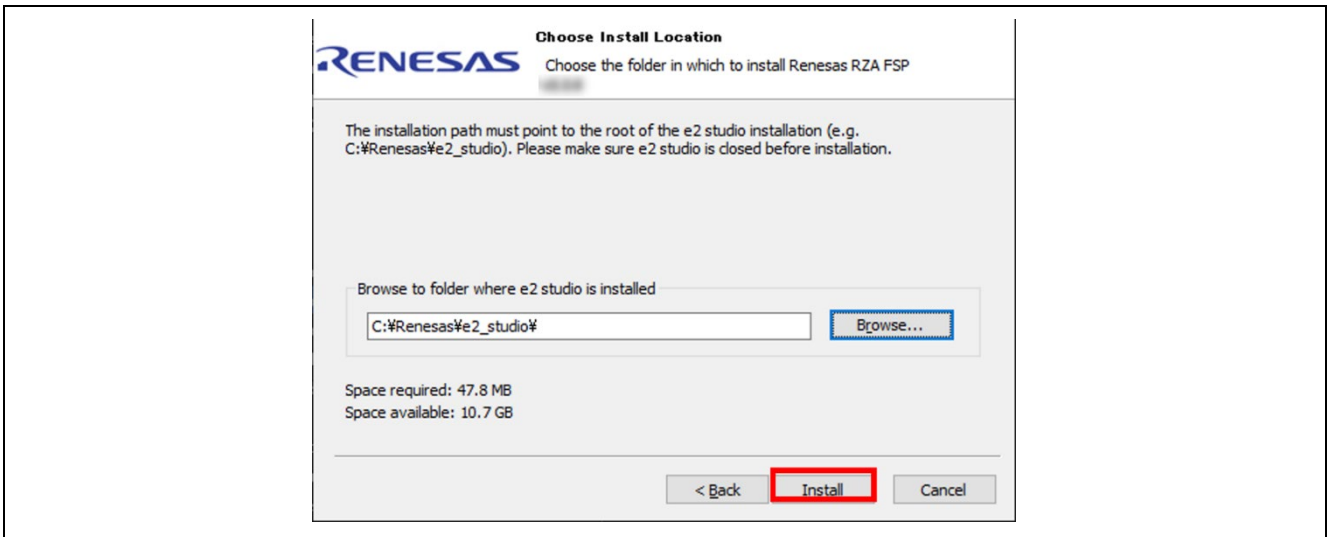 Choose Install Location
RENESAS
Choose the folder in which to install Renesas RZA FSP
The installation path must point to the root of the e2 studio installation (e.g.
C:¥Renesas¥e2_studio). Please make sure e2 studio is closed before installation.
Browse to folder where e2 studio is installed
C:¥Renesas¥e2_studio¥
Browse...
Space required: 47.8 MB
Space available: 10.7 GB
< Back
Install
Cancel